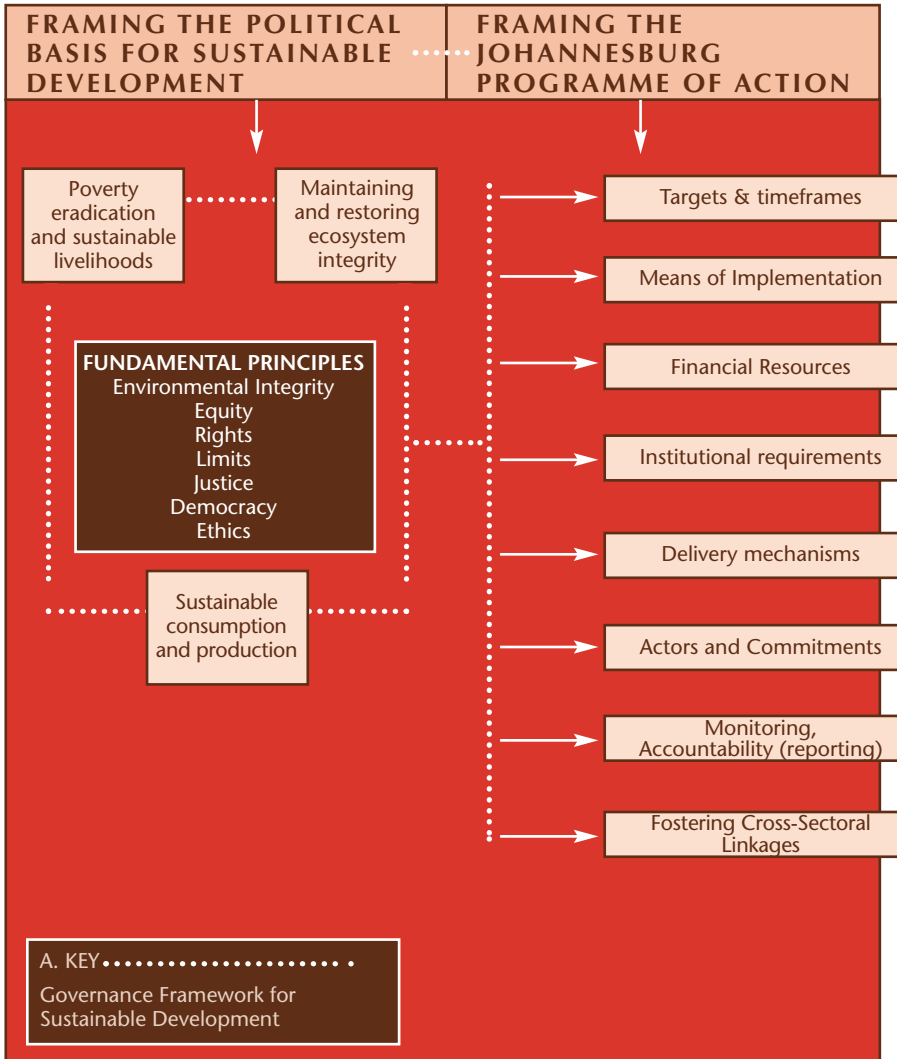 FRAMING THE POLITICAL
BASIS FOR SUSTAINABLE
DEVELOPMENT
FRAMING THE
JOHANNESBURG
PROGRAMME OF ACTION
Poverty
eradication
and sustainable
livelihoods
Maintaining
and restoring
ecosystem
integrity
FUNDAMENTAL PRINCIPLES
Environmental Integrity
Equity
Rights
Limits
Justice
Democracy
Ethics
Sustainable
consumption
and production
Targets & timeframes
Means of Implementation
Financial Resources
Institutional requirements
Delivery mechanisms
Actors and Commitments
Monitoring,
Accountability (reporting)
Fostering Cross-Sectoral
Linkages
A. KEY
Governance Framework for
Sustainable Development